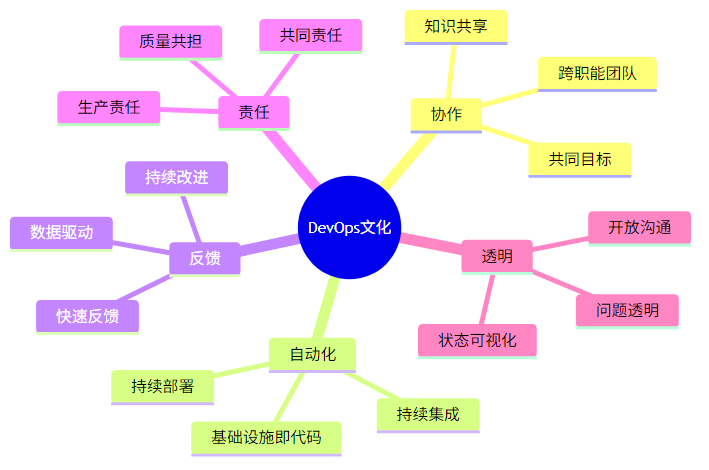 DevOps文化
协作
知识共享
跨职能团队
共同目标
透明
开放沟通
问题透明
状态可视化
自动化
持续集成
基础设施即代码
持续部署
反馈
快速反馈
数据驱动
持续改进
责任
生产责任
质量共担
共同责任